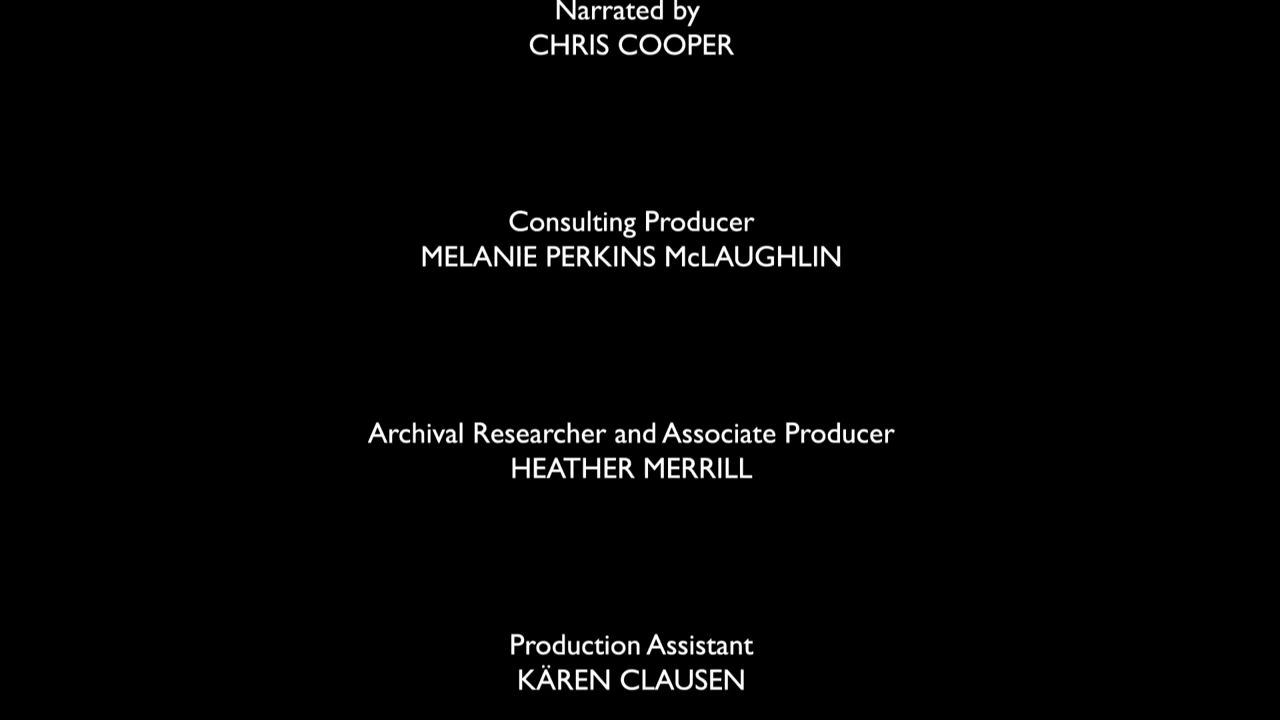 Narrated by
CHRIS COOPER
Consulting Producer
MELANIE PERKINS McLAUGHLIN
Archival Researcher and Associate Producer
HEATHER MERRILL
Production Assistant
KÄREN CLAUSEN